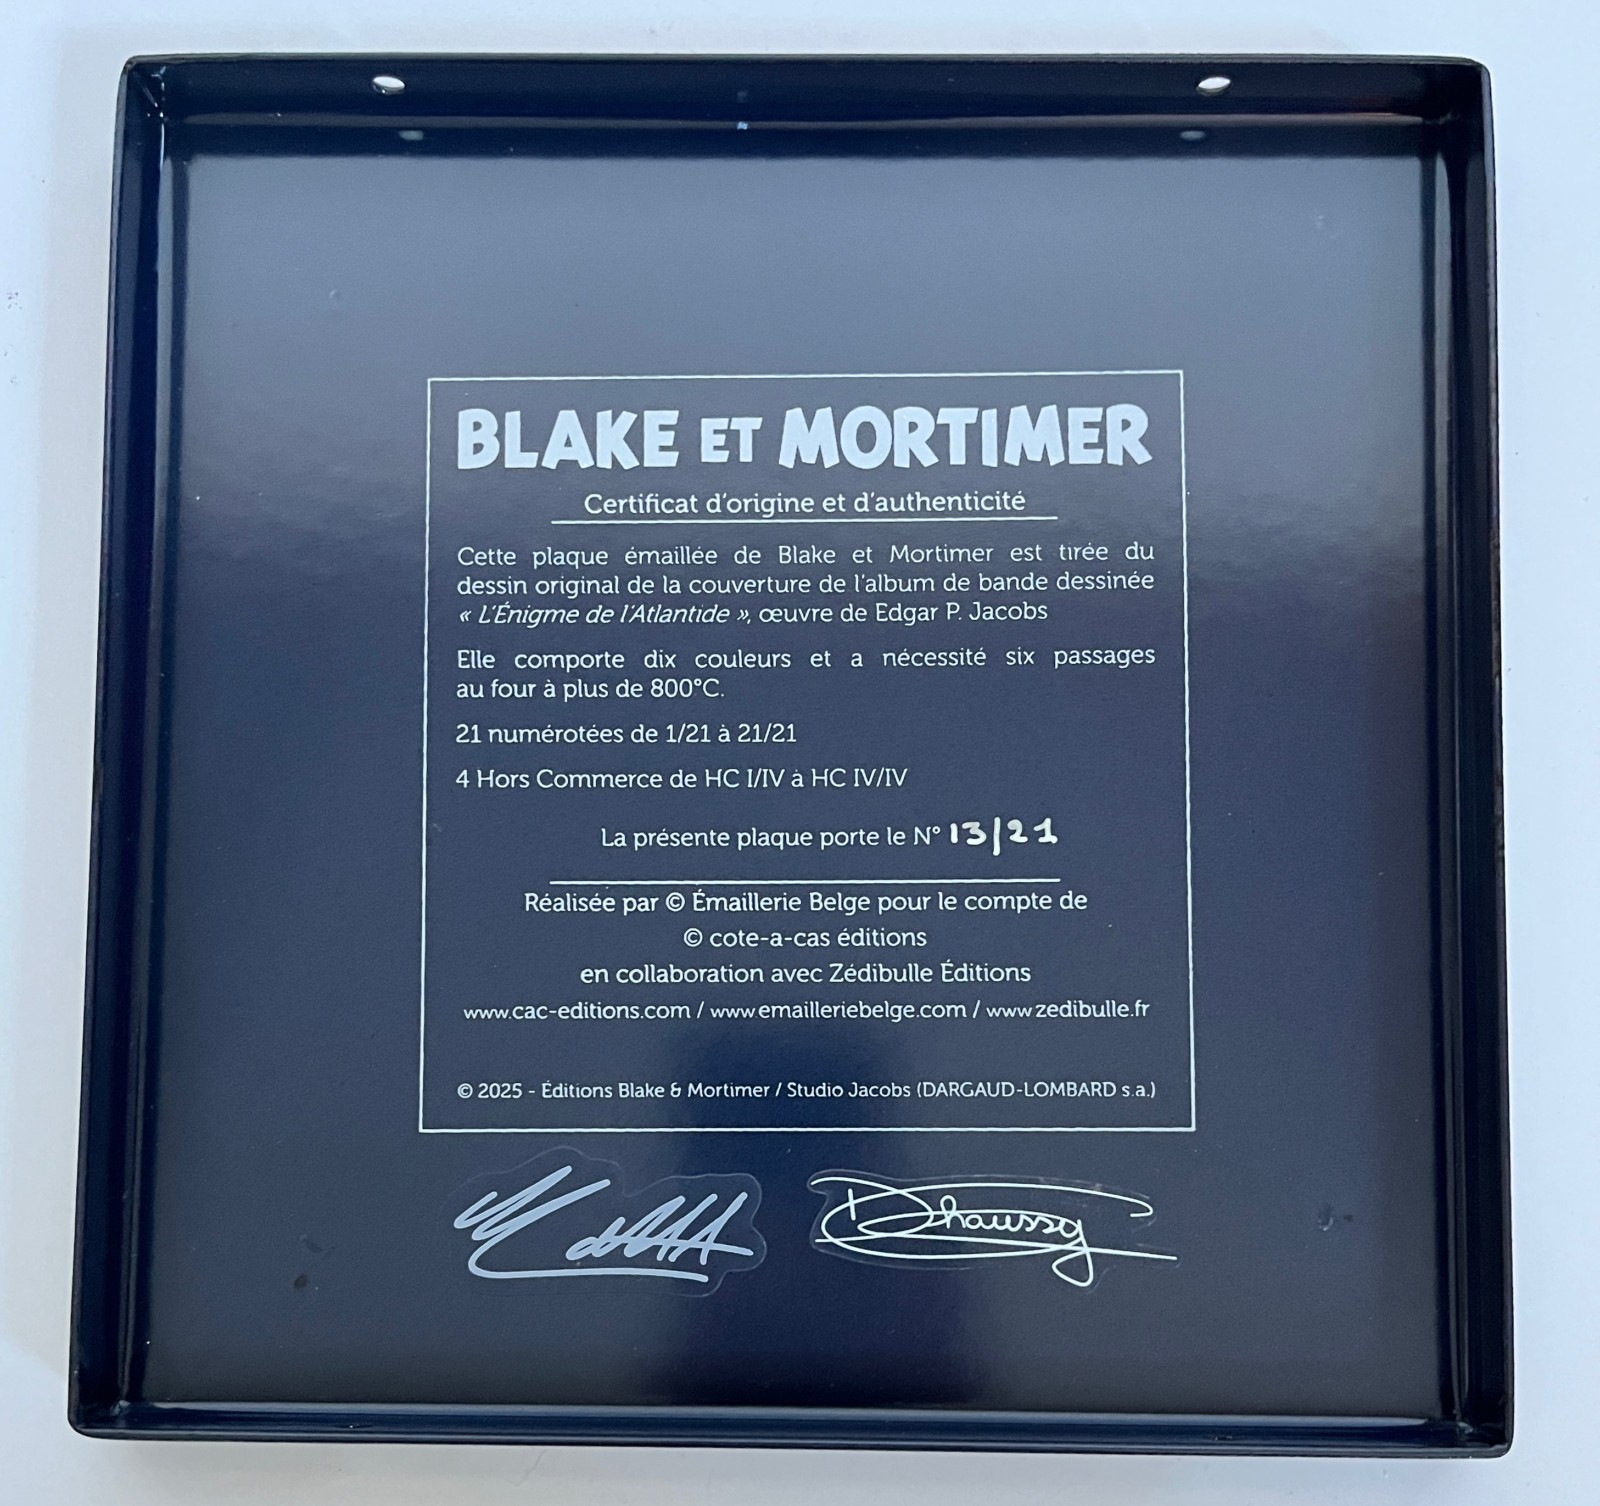 BLAKE ET MORTIMER
Certificat d'origine et d'authenticité
Cette plaque émaillée de Blake et Mortimer est tirée du
dessin original de la couverture de l'album de bande dessinée
« L'Énigme de l'Atlantide », œuvre de Edgar P. Jacobs
Elle comporte dix couleurs et a nécessité six passages
au four à plus de 800°C.
21 numérotées de 1/21 à 21/21
4 Hors Commerce de HC I/IV à HC IV/IV
La présente plaque porte le N° 13/21
Réalisée par © Émaillerie Belge pour le compte de
© cote-a-cas éditions
en collaboration avec Zédibulle Éditions
www.cac-editions.com / www.emailleriebelge.com / www.zedibulle.fr
© 2025 - Éditions Blake & Mortimer / Studio Jacobs (DARGAUD-LOMBARD s.a.)
Dhaussy